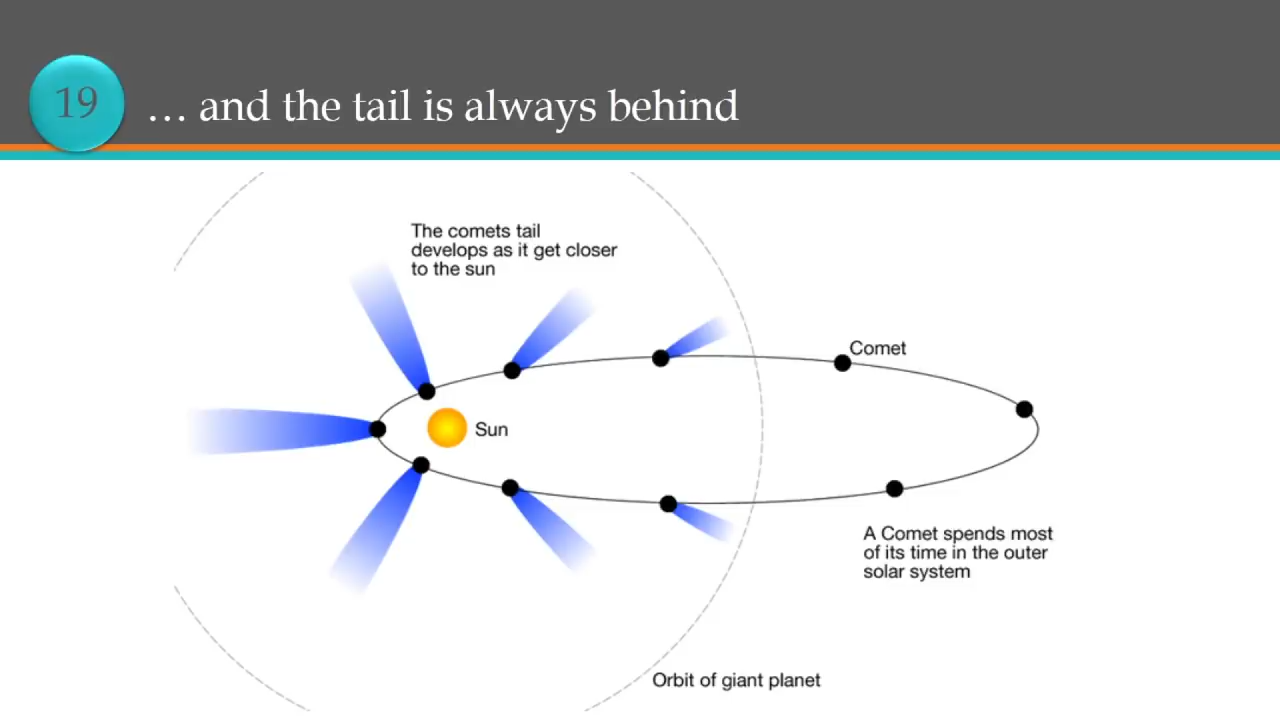 19
… and the tail is always behind
The comets tail
develops as it get closer
to the sun
Comet
Sun
A Comet spends most
of its time in the outer
solar system
Orbit of giant planet